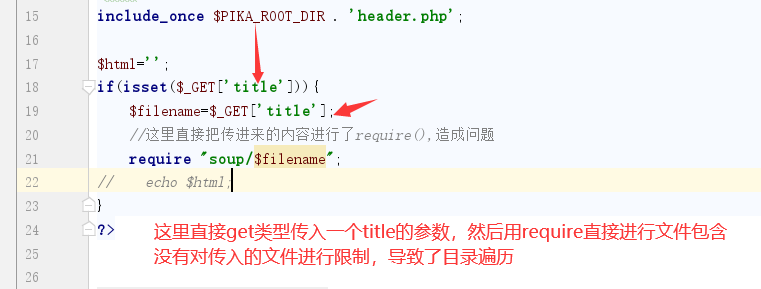 15 include_once $PIKA_ROOT_DIR . 'header.php';
16
17 $html='';
18 if(isset($_GET['title'])){
19 $filename=$_GET['title'];
20 //这里直接把传进来的内容进行了require(),造成问题
21 require "soup/$filename";
22 // echo $html;
23 }
24 ?>
这里直接get类型传入一个title的参数，然后用require直接进行文件包含
25
没有对传入的文件进行限制，导致了目录遍历
26